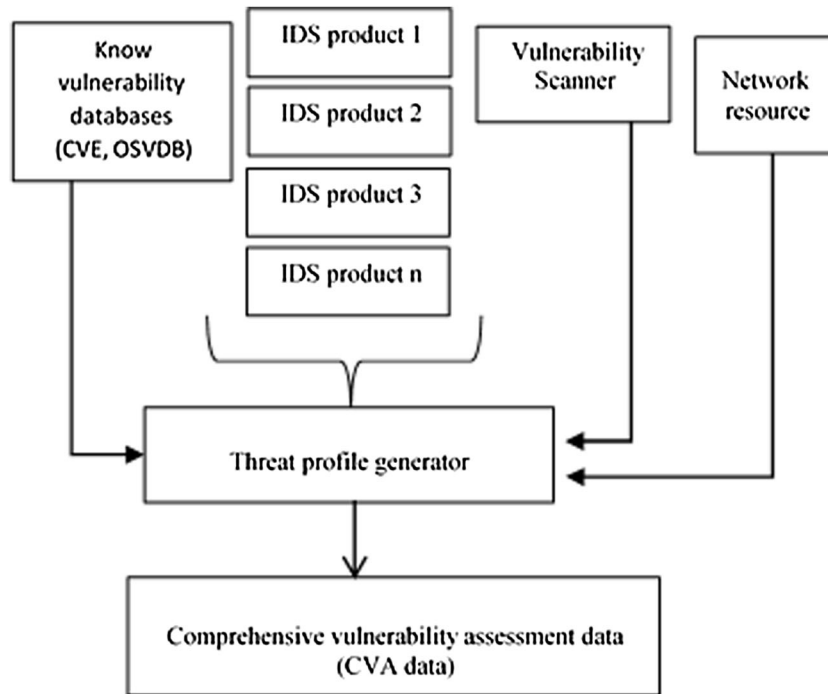 Know
vulnerability
databases
(CVE, OSVDB)
IDS product 1
IDS product 2
IDS product 3
IDS product n
Vulnerability
Scanner
Network
resource
Threat profile generator
Comprehensive vulnerability assessment data
(CVA data)